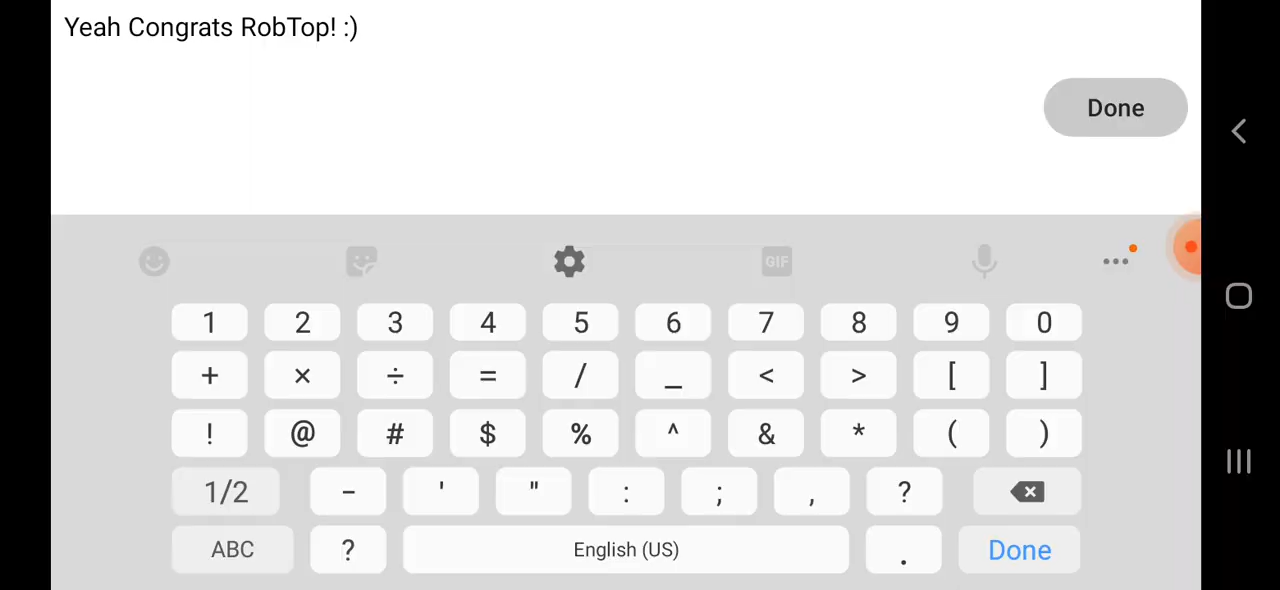 Yeah Congrats RobTop! :)
Done
GIF
1 2 3 4 5 6 7 8 9 0
+ × ÷ = / _ < > [ ]
! @ # $ % ^ & * ( )
1/2 - ' " : ; , ?
ABC ? English (US) . Done